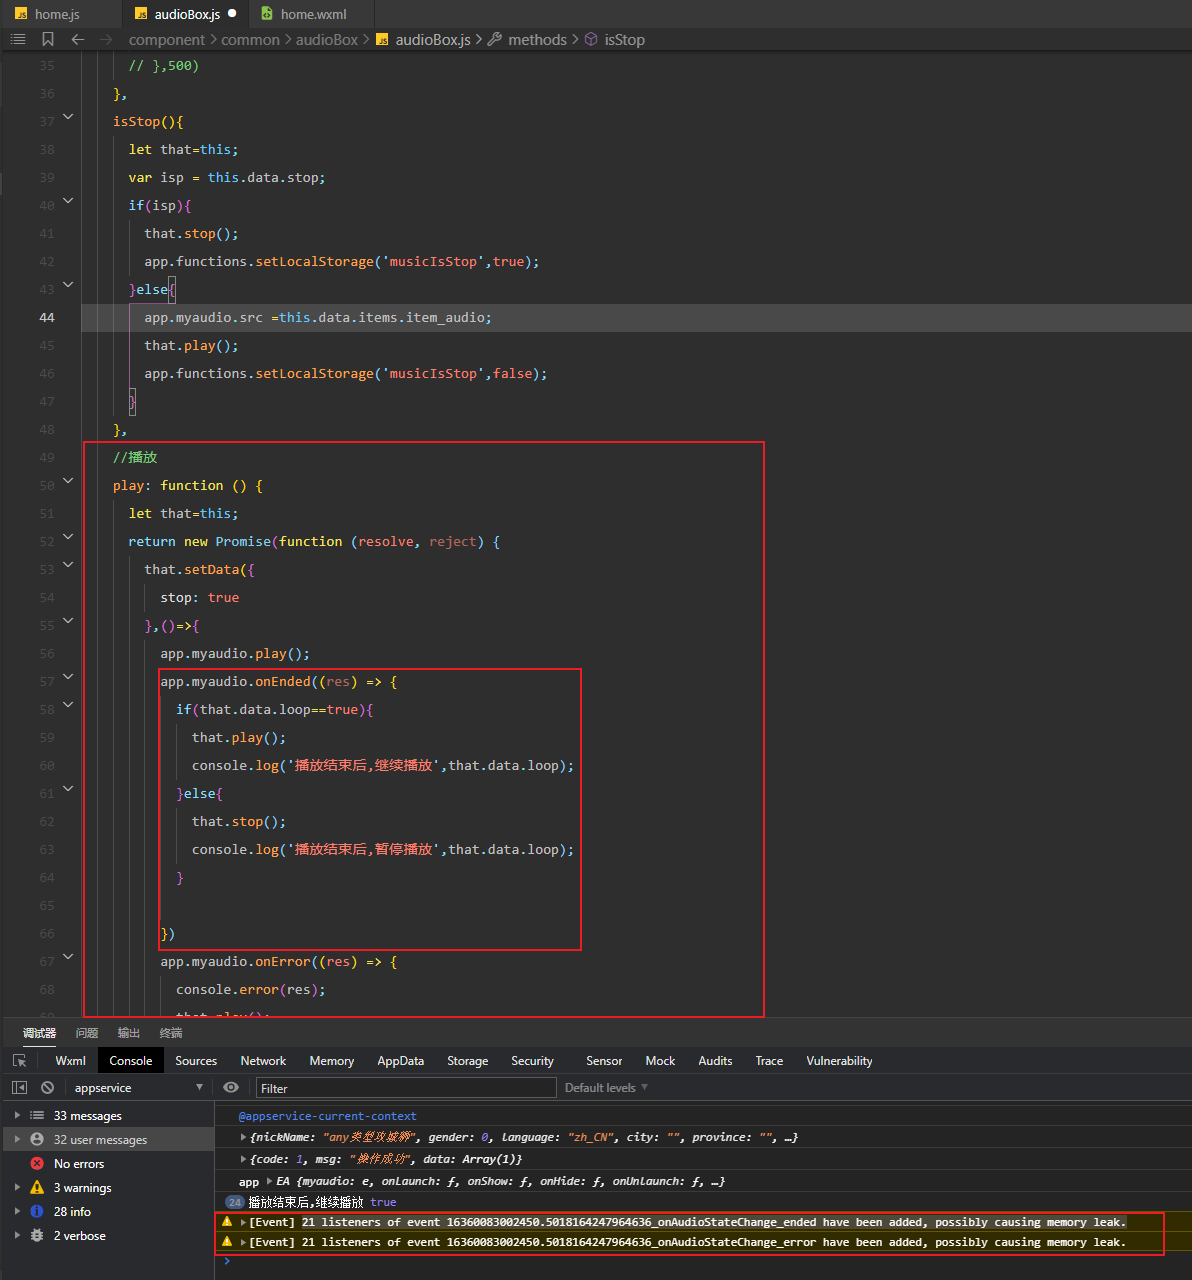 home.js audioBox.js home.wxml
component > common > audioBox > audioBox.js > methods > isStop
35 // },500)
36 },
37 isStop(){
38 let that=this;
39 var isp = this.data.stop;
40 if(isp){
41 that.stop();
42 app.functions.setLocalStorage('musicIsStop',true);
43 }else{
44 app.myaudio.src =this.data.items.item_audio;
45 that.play();
46 app.functions.setLocalStorage('musicIsStop',false);
47 }
48 },
49 //播放
50 play: function () {
51 let that=this;
52 return new Promise(function (resolve, reject) {
53 that.setData({
54 stop: true
55 },()=>{
56 app.myaudio.play();
57 app.myaudio.onEnded((res) => {
58 if(that.data.loop==true){
59 that.play();
60 console.log('播放结束后,继续播放',that.data.loop);
61 }else{
62 that.stop();
63 console.log('播放结束后,暂停播放',that.data.loop);
64 }
65
66 })
67 app.myaudio.onError((res) => {
68 console.error(res);
69 that.play();
调试器 问题 输出 终端
Wxml Console Sources Network Memory AppData Storage Security Sensor Mock Audits Trace Vulnerability
appservice Filter Default levels
33 messages
32 user messages
No errors
3 warnings
28 info
2 verbose
@appservice-current-context
{nickName: "any类型攻城狮", gender: 0, language: "zh_CN", city: "", province: "", …}
{code: 1, msg: "操作成功", data: Array(1)}
app EA {myaudio: e, onLaunch: ƒ, onShow: ƒ, onHide: ƒ, onUnlaunch: ƒ, …}
24 播放结束后,继续播放 true
[Event] 21 listeners of event 16360083002450.5018164247964636_onAudioStateChange_ended have been added, possibly causing memory leak.
[Event] 21 listeners of event 16360083002450.5018164247964636_onAudioStateChange_error have been added, possibly causing memory leak.
>